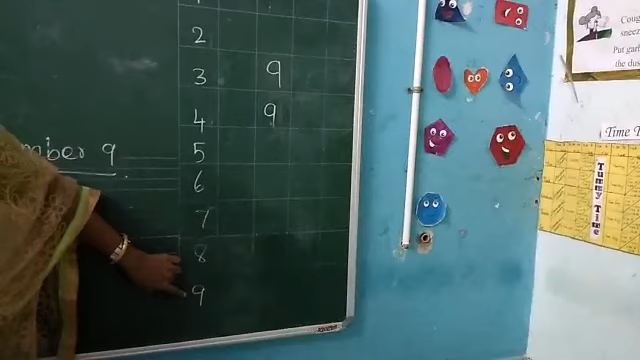 2
3 9
4 9
mber 9
5
6
7
8
9
Coug
sneez
Put garb
the dus
Time T
Tummy Time